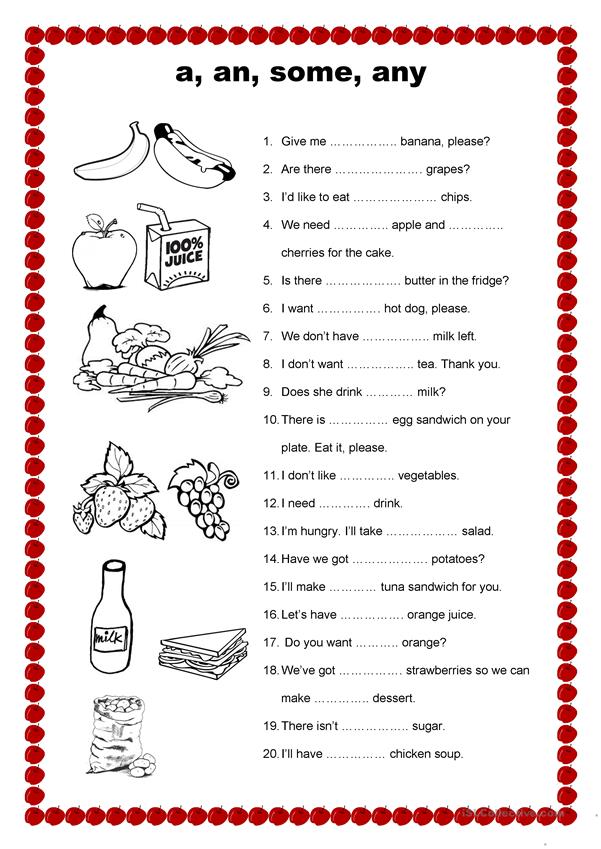 a, an, some, any
100%
JUICE
milk
1. Give me …………….. banana, please?
2. Are there …………………. grapes?
3. I'd like to eat ………………… chips.
4. We need ………….. apple and …………..
cherries for the cake.
5. Is there ………………. butter in the fridge?
6. I want ……………. hot dog, please.
7. We don't have …………….. milk left.
8. I don't want …………….. tea. Thank you.
9. Does she drink ………… milk?
10. There is …………… egg sandwich on your
plate. Eat it, please.
11. I don't like ………….. vegetables.
12. I need …………. drink.
13. I'm hungry. I'll take ……………… salad.
14. Have we got ………………. potatoes?
15. I'll make ………… tuna sandwich for you.
16. Let's have ……………. orange juice.
17. Do you want ……….. orange?
18. We've got ……………. strawberries so we can
make ………….. dessert.
19. There isn't …………….. sugar.
20. I'll have …………… chicken soup.
iSLCollective.com